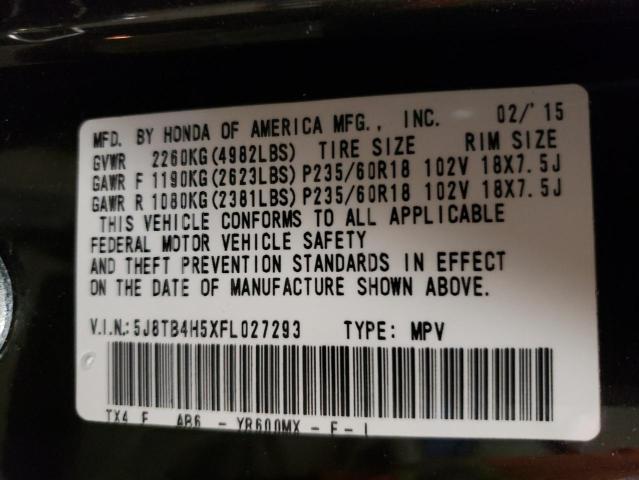 MFD. BY HONDA OF AMERICA MFG., INC. 02/'15
GVWR 2260KG(4982LBS) TIRE SIZE RIM SIZE
GAWR F 1190KG(2623LBS) P235/60R18 102V 18X7.5J
GAWR R 1080KG(2381LBS) P235/60R18 102V 18X7.5J
THIS VEHICLE CONFORMS TO ALL APPLICABLE
FEDERAL MOTOR VEHICLE SAFETY
AND THEFT PREVENTION STANDARDS IN EFFECT
ON THE DATE OF MANUFACTURE SHOWN ABOVE.
V.I.N.: 5J8TB4H5XFL027293 TYPE: MPV
TX4 F AB6 - YR600MX - F - I